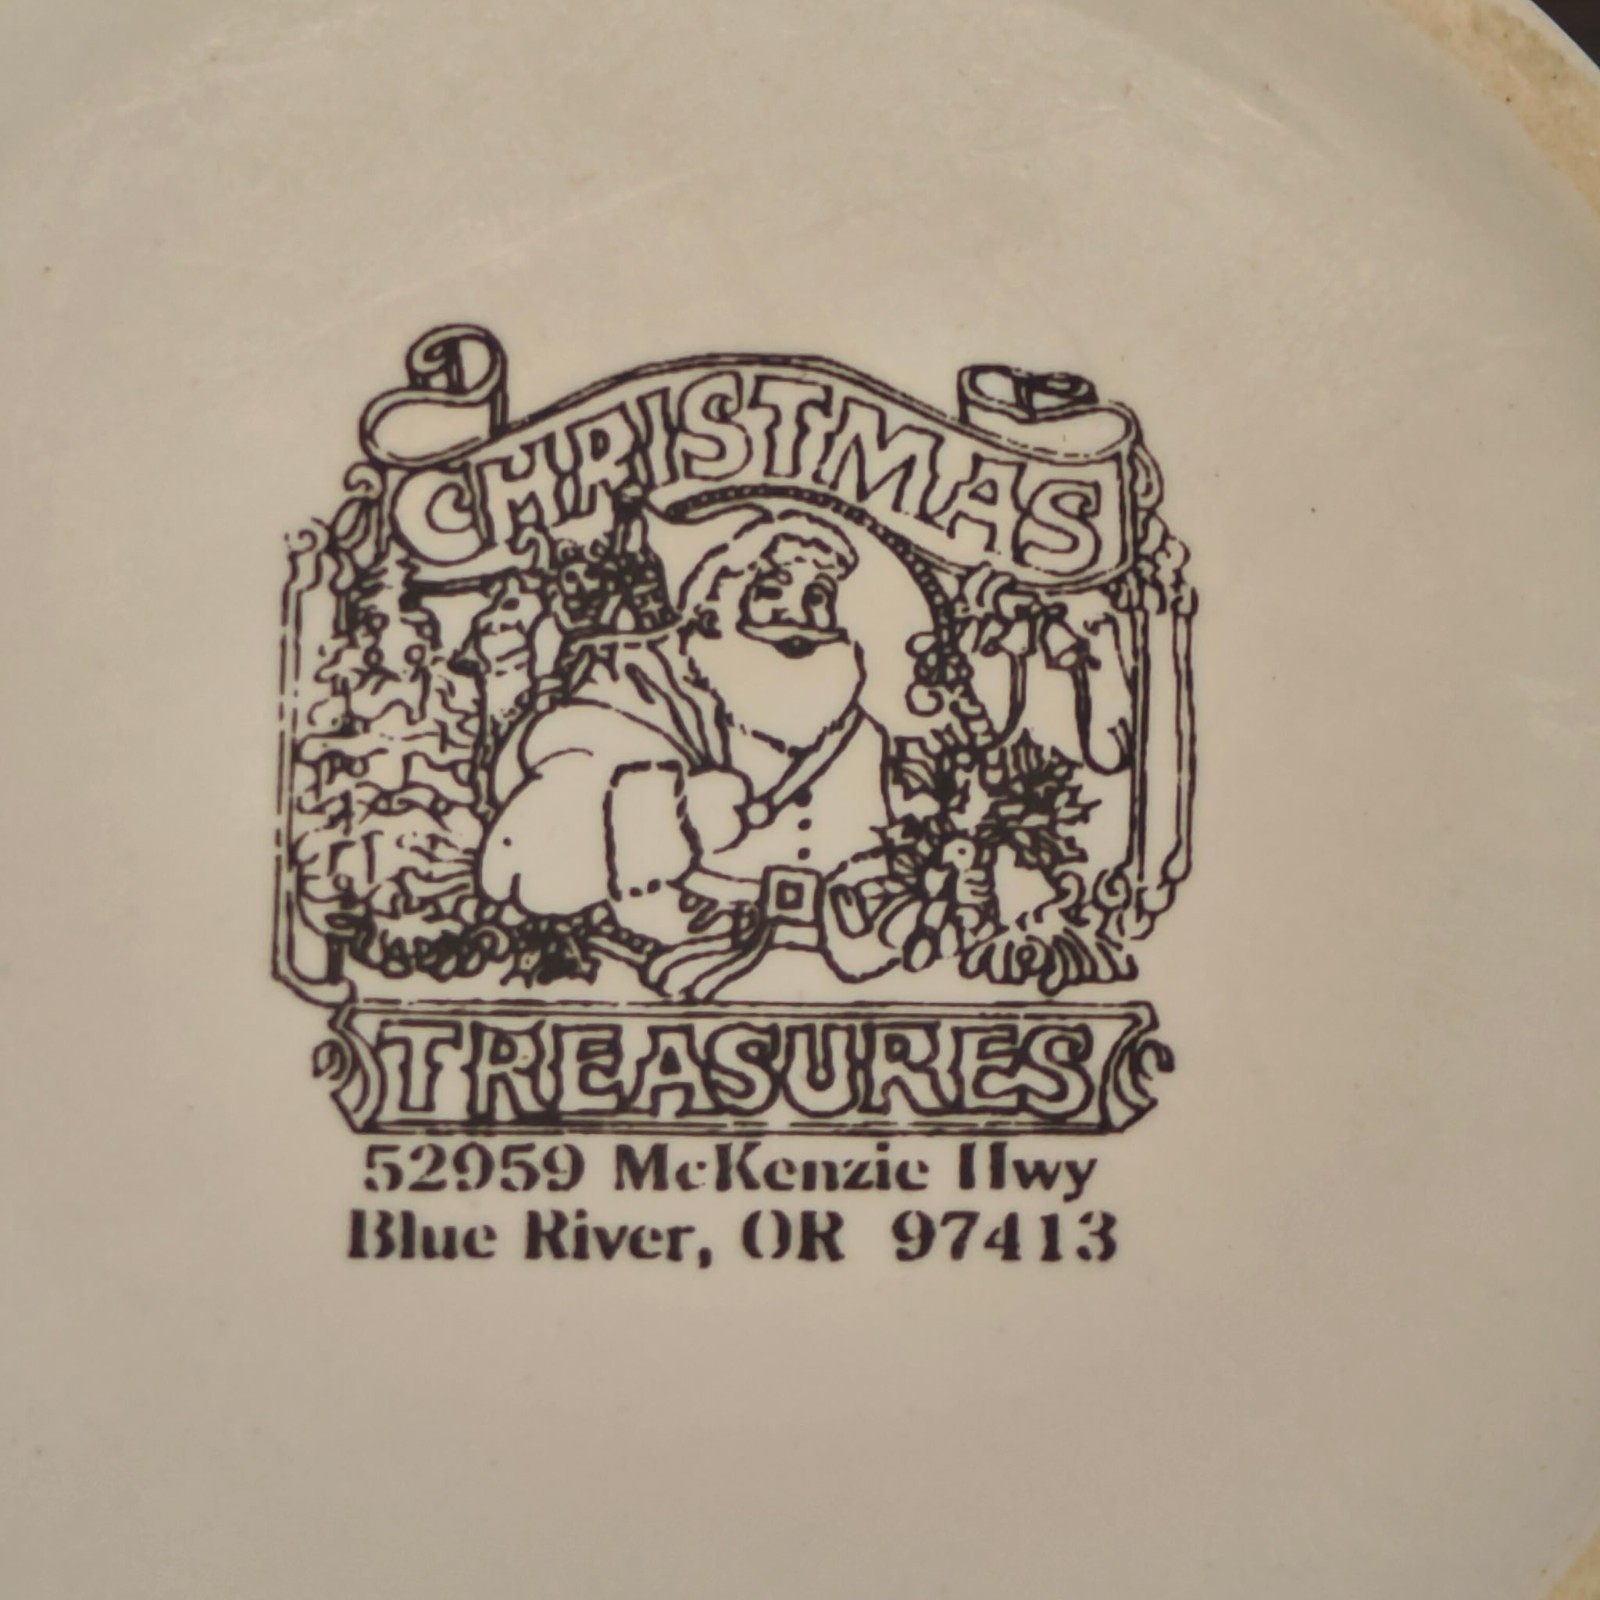 CHRISTMAS
TREASURES
52959 McKenzie Hwy
Blue River, OR 97413